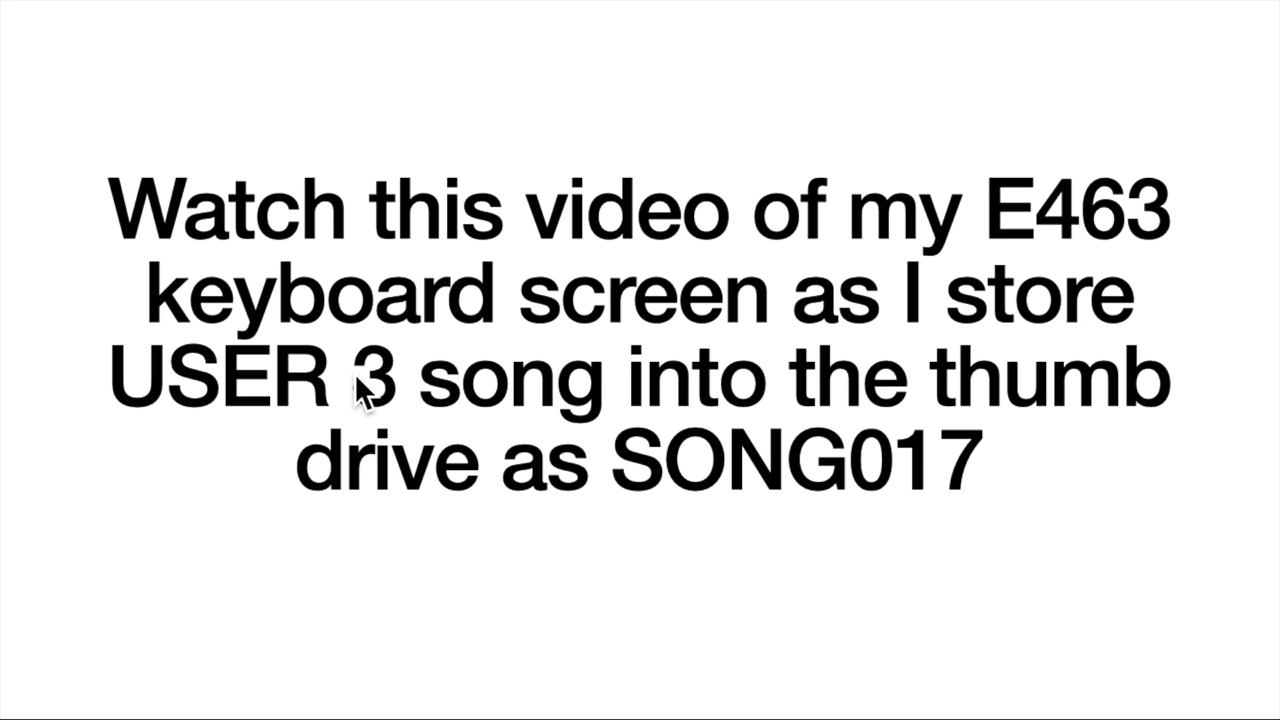 Watch this video of my E463
keyboard screen as I store
USER 3 song into the thumb
drive as SONG017